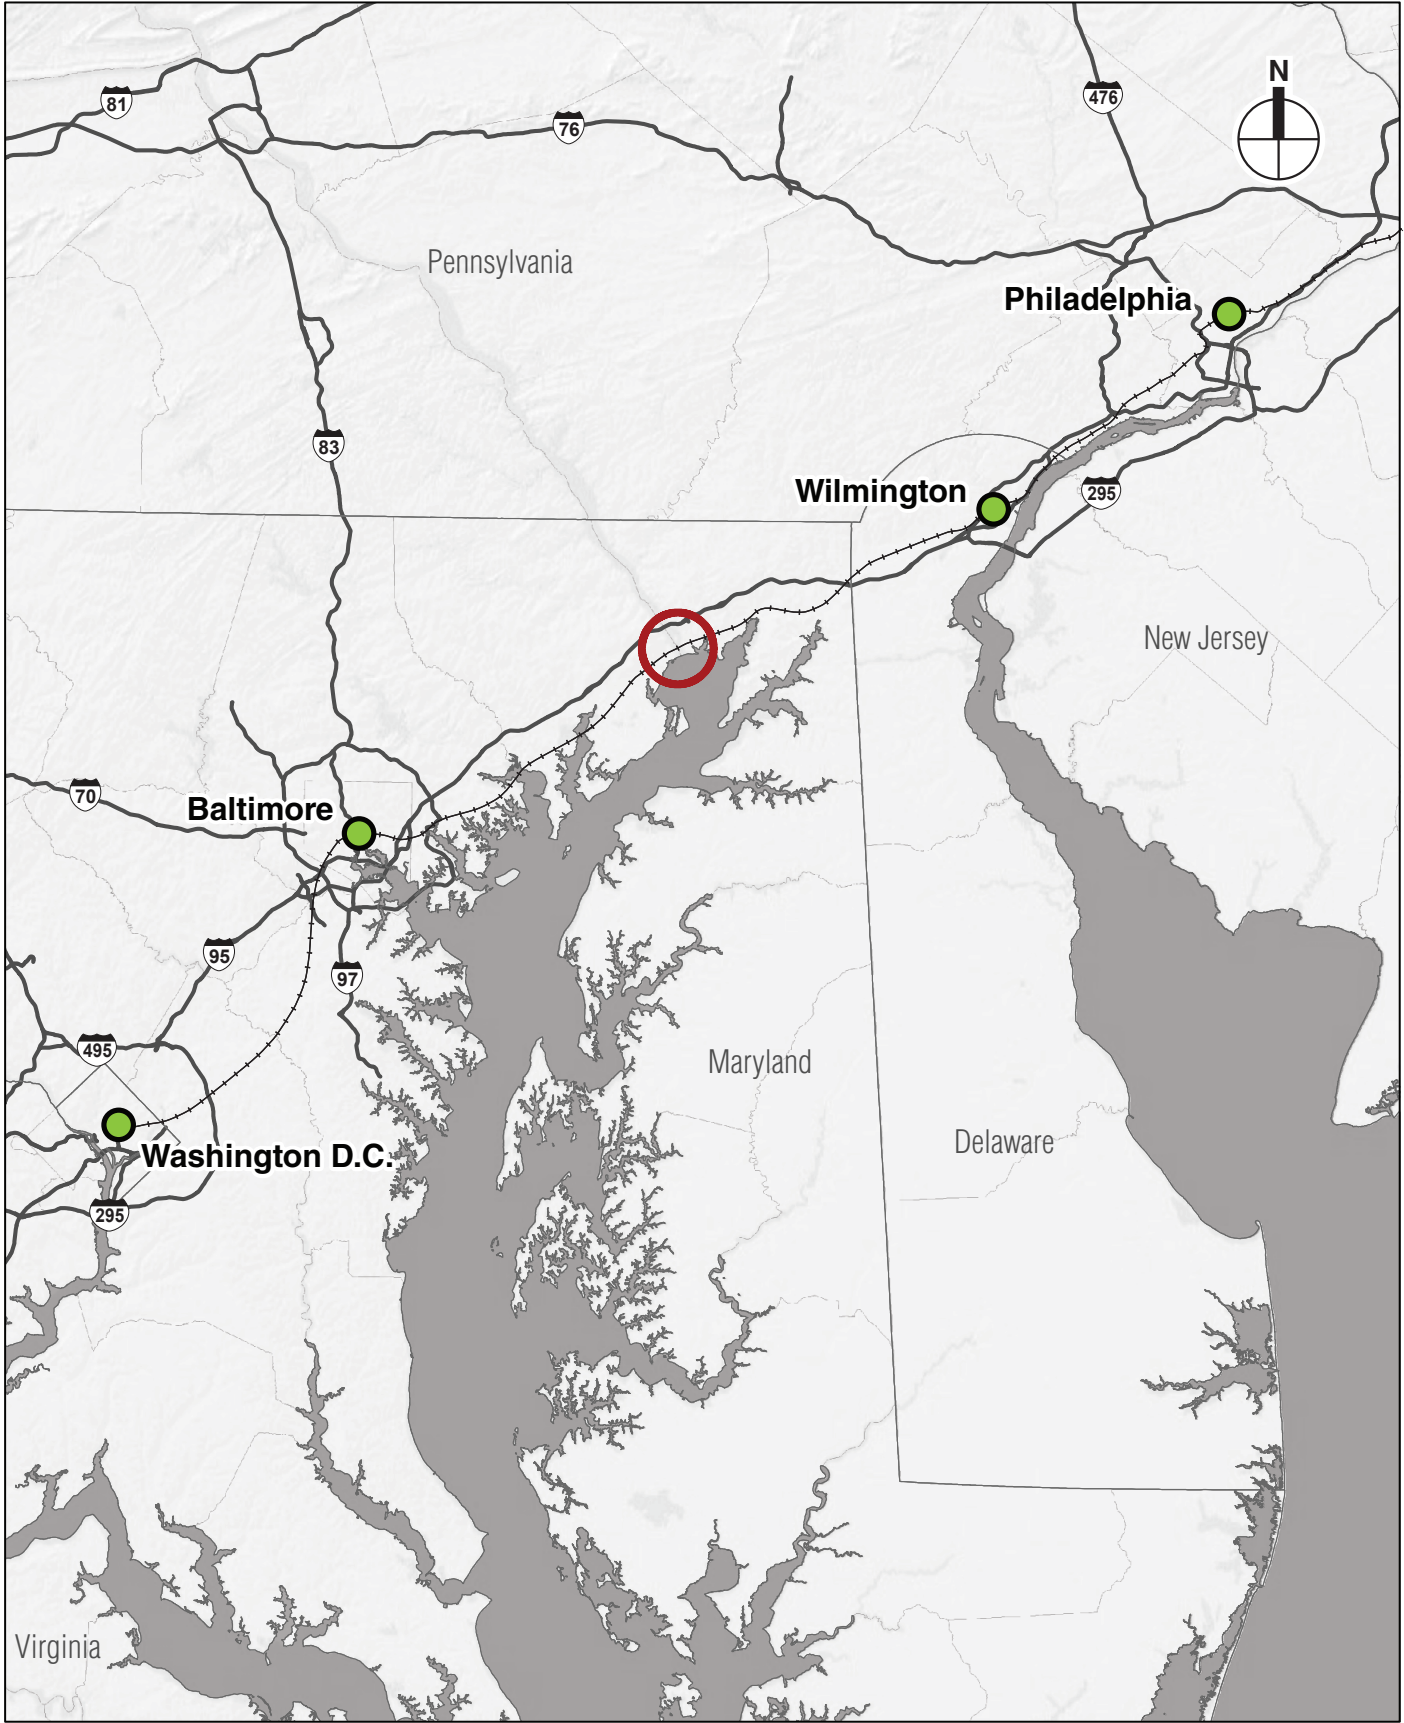 N
81
76
476
Pennsylvania
Philadelphia
83
Wilmington
295
New Jersey
70
Baltimore
95
97
495
Maryland
Delaware
Washington D.C.
295
Virginia